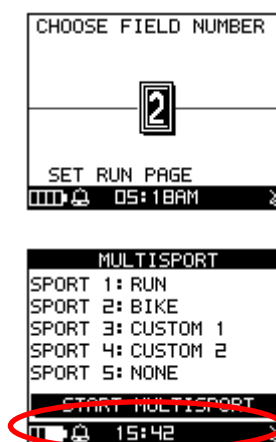 CHOOSE FIELD NUMBER
2
SET RUN PAGE
05:18AM
MULTISPORT
SPORT 1: RUN
SPORT 2: BIKE
SPORT 3: CUSTOM 1
SPORT 4: CUSTOM 2
SPORT 5: NONE
START MULTISPORT
15:42